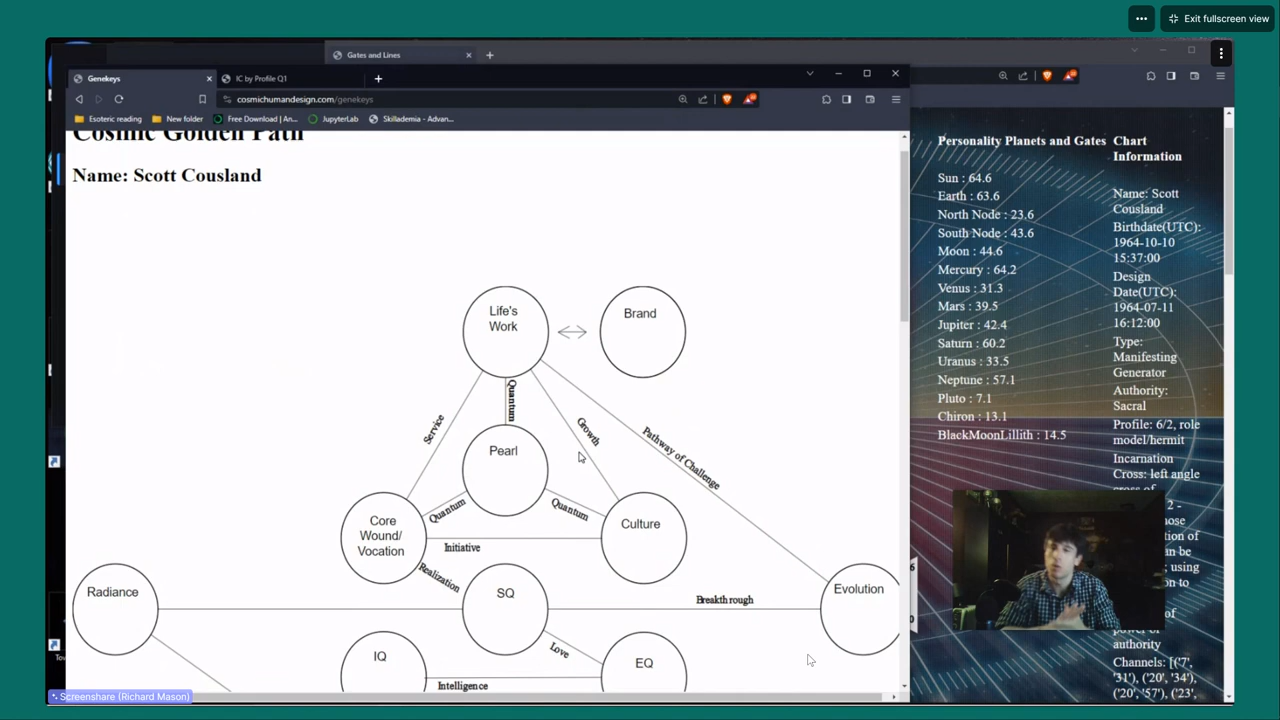 Exit fullscreen view
Gates and Lines
Genekeys
IC by Profile Q1
cosmichumandesign.com/genekeys
Esoteric reading
New folder
Free Download | An...
JupyterLab
Skillademia - Advan...
Cosmic Golden Path
Name: Scott Cousland
Life's
Work
Brand
Service
Quantum
Growth
Pathway of Challenge
Pearl
Core
Wound/
Vocation
Quantum
Quantum
Culture
Initiative
Realization
Radiance
SQ
Breakthrough
Evolution
Love
IQ
EQ
Intelligence
Personality Planets and Gates
Sun : 64.6
Earth : 63.6
North Node : 23.6
South Node : 43.6
Moon : 44.6
Mercury : 64.2
Venus : 31.3
Mars : 39.5
Jupiter : 42.4
Saturn : 60.2
Uranus : 33.5
Neptune : 57.1
Pluto : 7.1
Chiron : 13.1
BlackMoonLillith : 14.5
Chart
Information
Name: Scott
Cousland
Birthdate(UTC):
1964-10-10
15:37:00
Design
Date(UTC):
1964-07-11
16:12:00
Type:
Manifesting
Generator
Authority:
Sacral
Profile: 6/2, role
model/hermit
Incarnation
Cross: left angle
cross of
2 -
using
power or
authority
Channels: [('7',
'31'), ('20', '34')
('20', '57'), ('23',
Screenshare (Richard Mason)